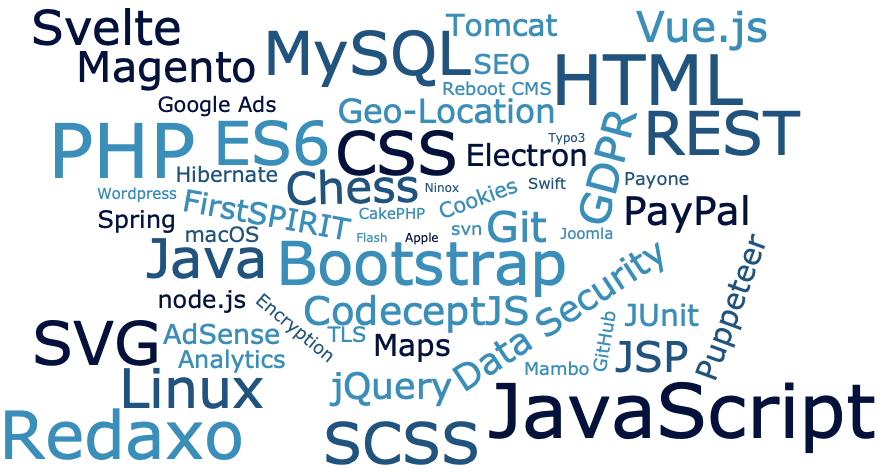 Svelte
Tomcat
Vue.js
MySQL
Magento
SEO
HTML
Reboot CMS
Google Ads
Geo-Location
PHP
ES6
CSS
Typo3
REST
Electron
GDPR
Hibernate
Chess
Ninox
Swift
Payone
Wordpress
FirstSPIRIT
CakePHP
Cookies
PayPal
Spring
macOS
Flash
Apple
svn
Git
Joomla
Java
Bootstrap
node.js
Encryption
CodeceptJS
Data Security
Puppeteer
SVG
AdSense
TLS
Maps
GitHub
JUnit
Analytics
JSP
Linux
jQuery
Mambo
Redaxo
SCSS
JavaScript